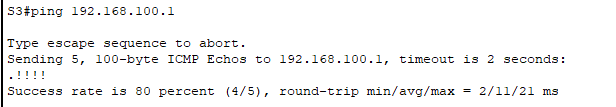 S3#ping 192.168.100.1
Type escape sequence to abort.
Sending 5, 100-byte ICMP Echos to 192.168.100.1, timeout is 2 seconds:
.!!!!
Success rate is 80 percent (4/5), round-trip min/avg/max = 2/11/21 ms